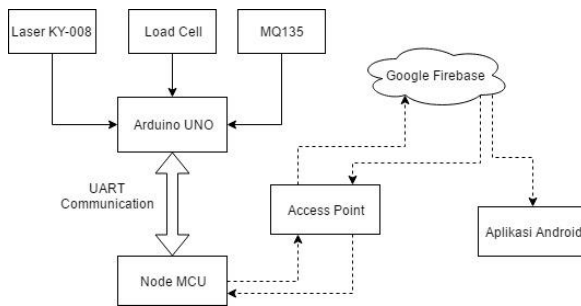 Laser KY-008
Load Cell
MQ135
Google Firebase
Arduino UNO
UART
Communication
Access Point
Aplikasi Android
Node MCU